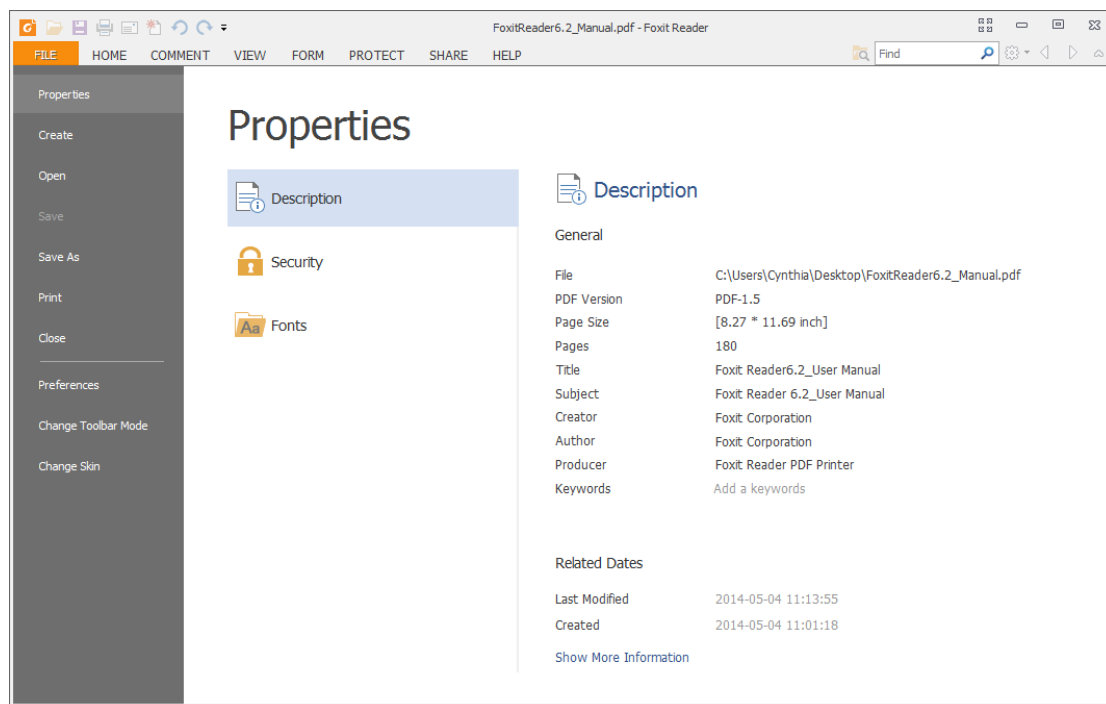 FoxitReader6.2_Manual.pdf - Foxit Reader
FILE HOME COMMENT VIEW FORM PROTECT SHARE HELP Find
Properties
Create
Open
Save
Save As
Print
Close
Preferences
Change Toolbar Mode
Change Skin
Properties
Description
Security
Aa Fonts
Description
General
File C:\Users\Cynthia\Desktop\FoxitReader6.2_Manual.pdf
PDF Version PDF-1.5
Page Size [8.27 * 11.69 inch]
Pages 180
Title Foxit Reader6.2_User Manual
Subject Foxit Reader 6.2_User Manual
Creator Foxit Corporation
Author Foxit Corporation
Producer Foxit Reader PDF Printer
Keywords Add a keywords
Related Dates
Last Modified 2014-05-04 11:13:55
Created 2014-05-04 11:01:18
Show More Information